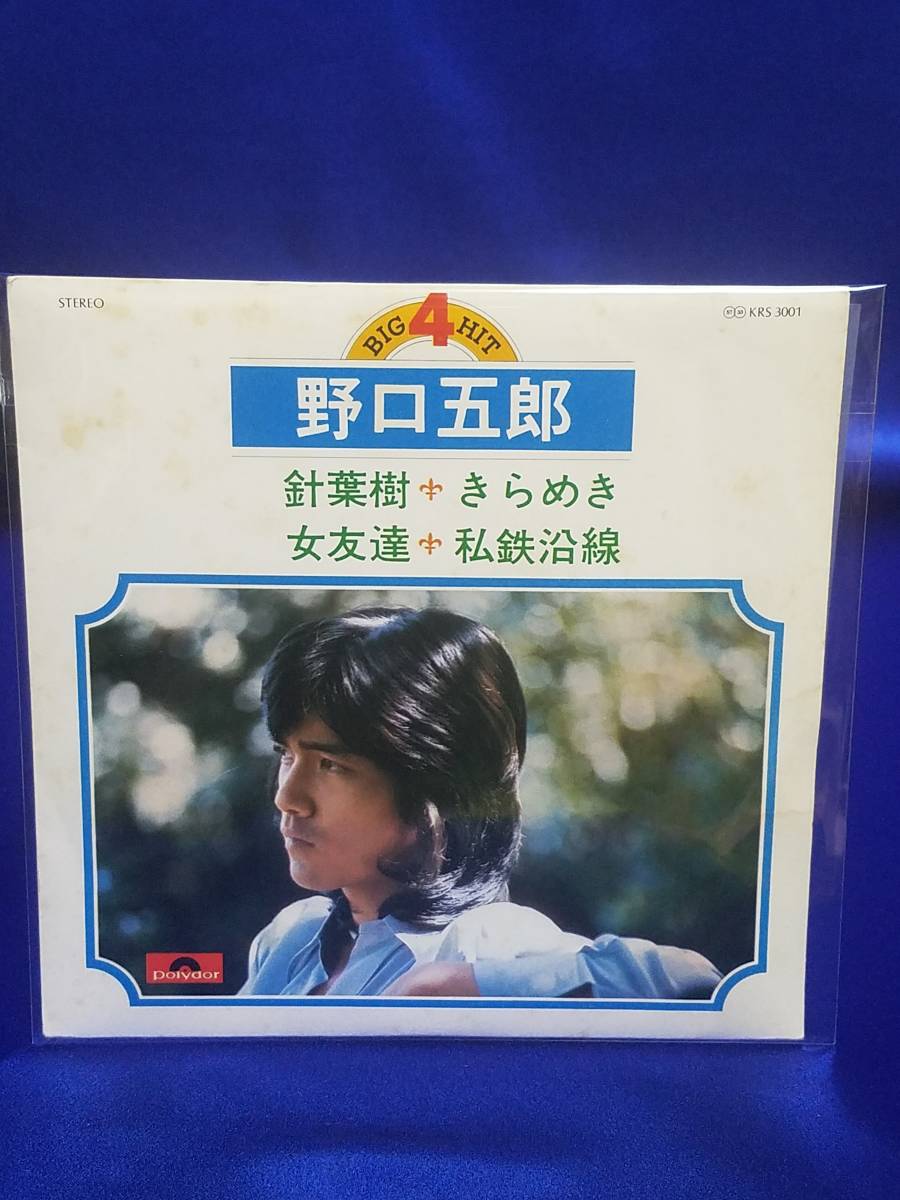 STEREO
KRS 3001
BIG 4 HIT
野口五郎
針葉樹 きらめき
女友達 私鉄沿線
polydor